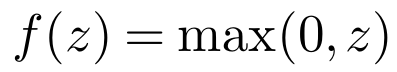 f(z) = max(0, z)